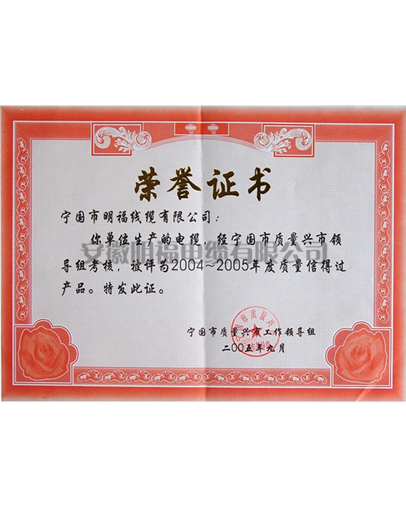 荣誉证书
宁国市明福线缆有限公司：
你单位生产的电缆，经宁国市质量兴市领
导组考核，被评为2004~2005年度质量信得过
产品。特发此证。
安徽明福电缆有限公司
宁国市质量兴市工作领导组
二00五年九月